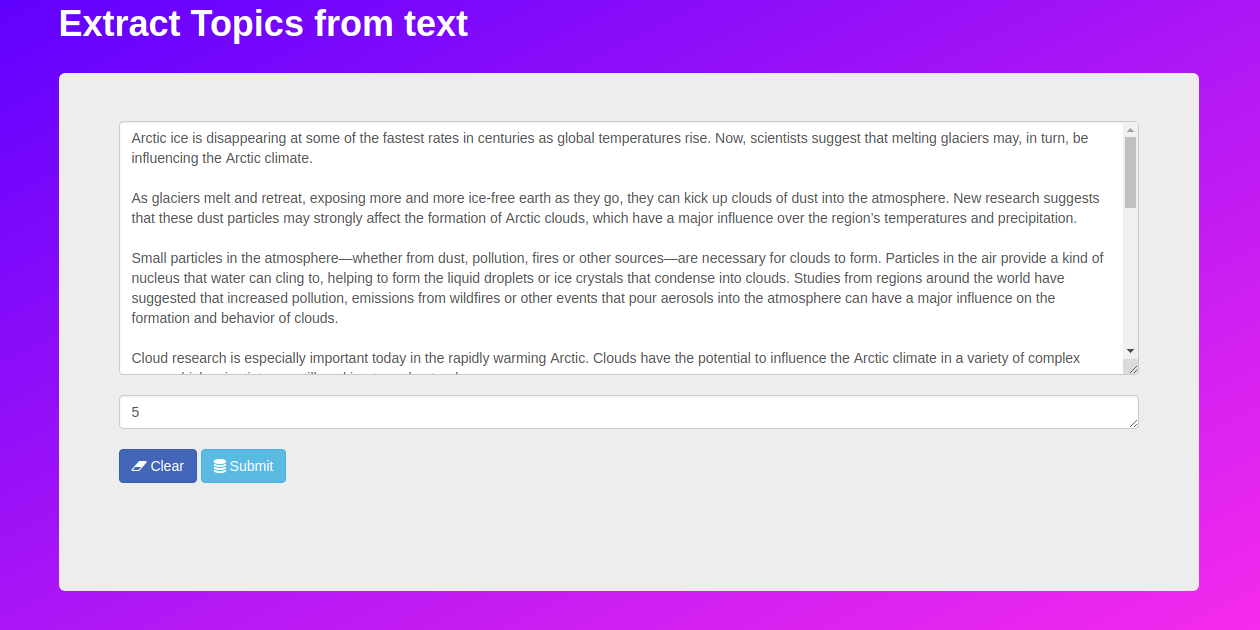 Extract Topics from text
Arctic ice is disappearing at some of the fastest rates in centuries as global temperatures rise. Now, scientists suggest that melting glaciers may, in turn, be
influencing the Arctic climate.
As glaciers melt and retreat, exposing more and more ice-free earth as they go, they can kick up clouds of dust into the atmosphere. New research suggests
that these dust particles may strongly affect the formation of Arctic clouds, which have a major influence over the region's temperatures and precipitation.
Small particles in the atmosphere—whether from dust, pollution, fires or other sources—are necessary for clouds to form. Particles in the air provide a kind of
nucleus that water can cling to, helping to form the liquid droplets or ice crystals that condense into clouds. Studies from regions around the world have
suggested that increased pollution, emissions from wildfires or other events that pour aerosols into the atmosphere can have a major influence on the
formation and behavior of clouds.
Cloud research is especially important today in the rapidly warming Arctic. Clouds have the potential to influence the Arctic climate in a variety of complex
5
Clear
Submit